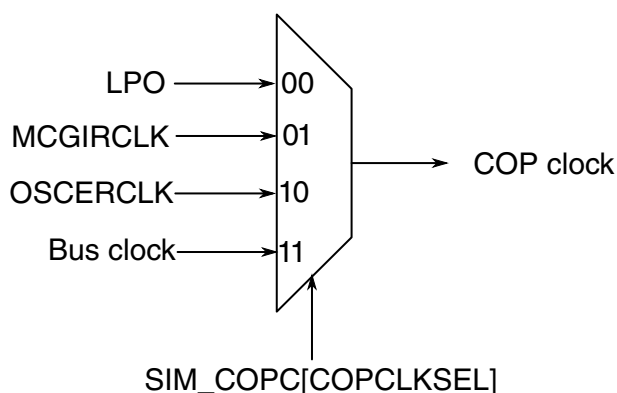 LPO
00
MCGIRCLK
01
OSCERCLK
10
Bus clock
11
COP clock
SIM_COPC[COPCLKSEL]